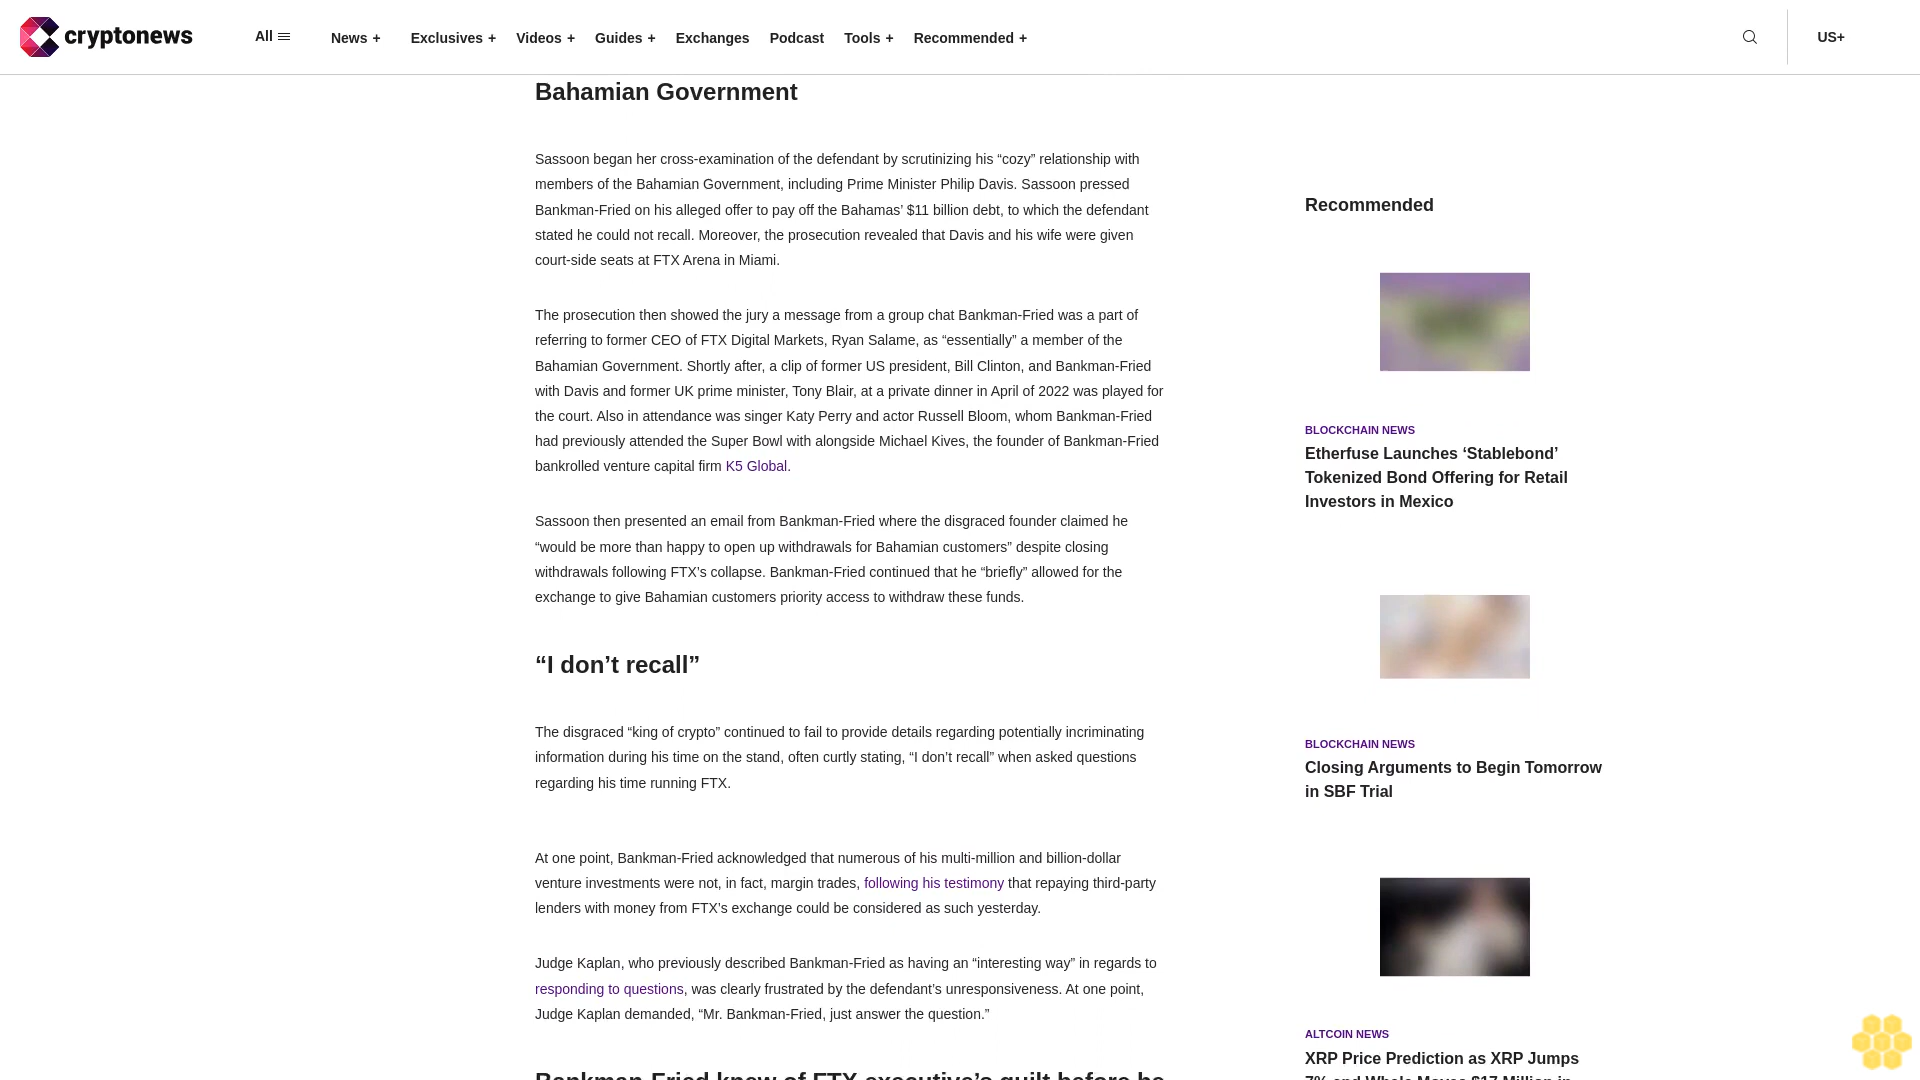 cryptonews
All
News +
Exclusives +
Videos +
Guides +
Exchanges
Podcast
Tools +
Recommended +
US+
Bahamian Government
Sassoon began her cross-examination of the defendant by scrutinizing his “cozy” relationship with
members of the Bahamian Government, including Prime Minister Philip Davis. Sassoon pressed
Bankman-Fried on his alleged offer to pay off the Bahamas’ $11 billion debt, to which the defendant
stated he could not recall. Moreover, the prosecution revealed that Davis and his wife were given
court-side seats at FTX Arena in Miami.
The prosecution then showed the jury a message from a group chat Bankman-Fried was a part of
referring to former CEO of FTX Digital Markets, Ryan Salame, as “essentially” a member of the
Bahamian Government. Shortly after, a clip of former US president, Bill Clinton, and Bankman-Fried
with Davis and former UK prime minister, Tony Blair, at a private dinner in April of 2022 was played for
the court. Also in attendance was singer Katy Perry and actor Russell Bloom, whom Bankman-Fried
had previously attended the Super Bowl with alongside Michael Kives, the founder of Bankman-Fried
bankrolled venture capital firm K5 Global.
Sassoon then presented an email from Bankman-Fried where the disgraced founder claimed he
“would be more than happy to open up withdrawals for Bahamian customers” despite closing
withdrawals following FTX’s collapse. Bankman-Fried continued that he “briefly” allowed for the
exchange to give Bahamian customers priority access to withdraw these funds.
“I don’t recall”
The disgraced “king of crypto” continued to fail to provide details regarding potentially incriminating
information during his time on the stand, often curtly stating, “I don’t recall” when asked questions
regarding his time running FTX.
At one point, Bankman-Fried acknowledged that numerous of his multi-million and billion-dollar
venture investments were not, in fact, margin trades, following his testimony that repaying third-party
lenders with money from FTX’s exchange could be considered as such yesterday.
Judge Kaplan, who previously described Bankman-Fried as having an “interesting way” in regards to
responding to questions, was clearly frustrated by the defendant’s unresponsiveness. At one point,
Judge Kaplan demanded, “Mr. Bankman-Fried, just answer the question.”
Bankman-Fried knew of FTX executive’s guilt before he
Recommended
BLOCKCHAIN NEWS
Etherfuse Launches ‘Stablebond’
Tokenized Bond Offering for Retail
Investors in Mexico
BLOCKCHAIN NEWS
Closing Arguments to Begin Tomorrow
in SBF Trial
ALTCOIN NEWS
XRP Price Prediction as XRP Jumps
7% and Whale Moves $17 Million in